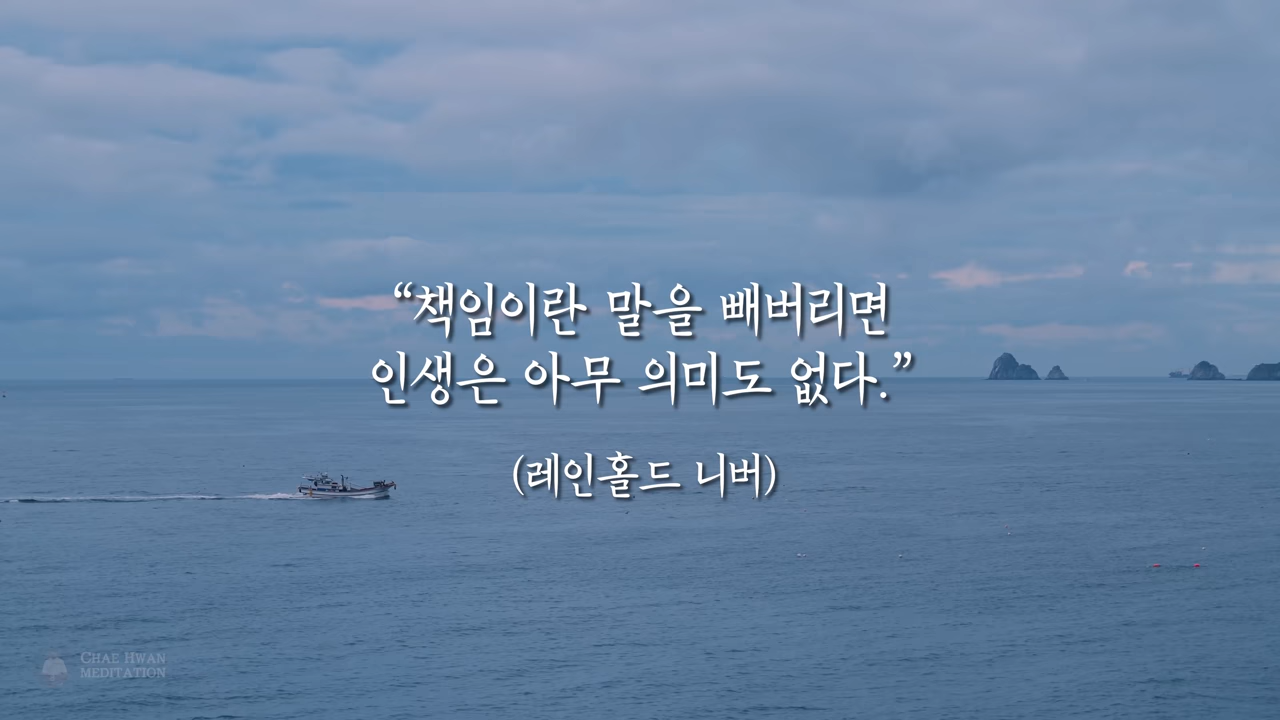 “책임이란 말을 빼버리면
인생은 아무 의미도 없다.”
(레인홀드 니버)
CHAE HWAN
MEDITATION